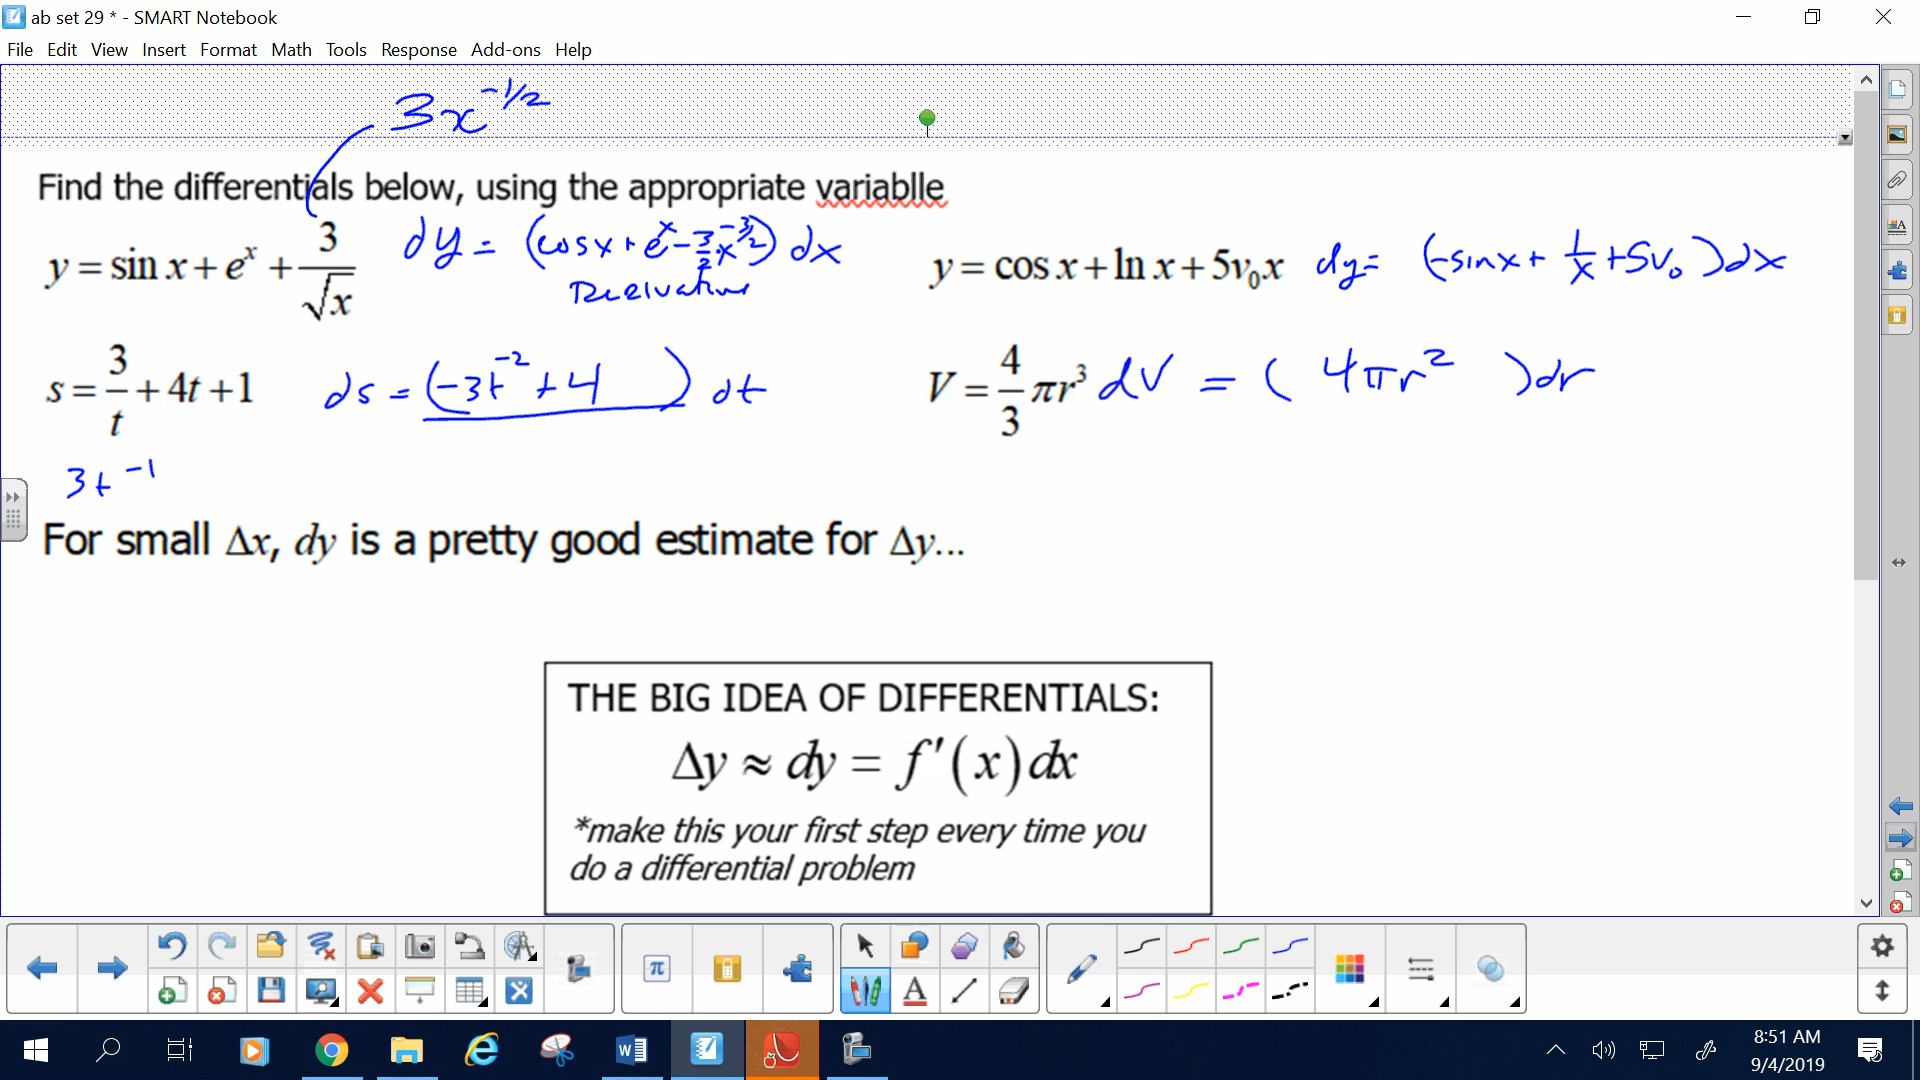 ab set 29 * - SMART Notebook
File Edit View Insert Format Math Tools Response Add-ons Help
3x^{-1/2}
Find the differentials below, using the appropriate variablle
y = sin x + e^x + 3/√x dy = (cosx + e^x - 3/2 x^{-3/2}) dx
Derivative
y = cos x + ln x + 5v₀x dy = (-sinx + 1/x + 5v₀) dx
s = 3/t + 4t + 1 ds = (-3t^{-2} + 4 ) dt
3t^{-1}
V = 4/3 πr³ dV = ( 4πr² ) dr
For small Δx, dy is a pretty good estimate for Δy...
THE BIG IDEA OF DIFFERENTIALS:
Δy ≈ dy = f′(x)dx
*make this your first step every time you
do a differential problem
8:51 AM
9/4/2019